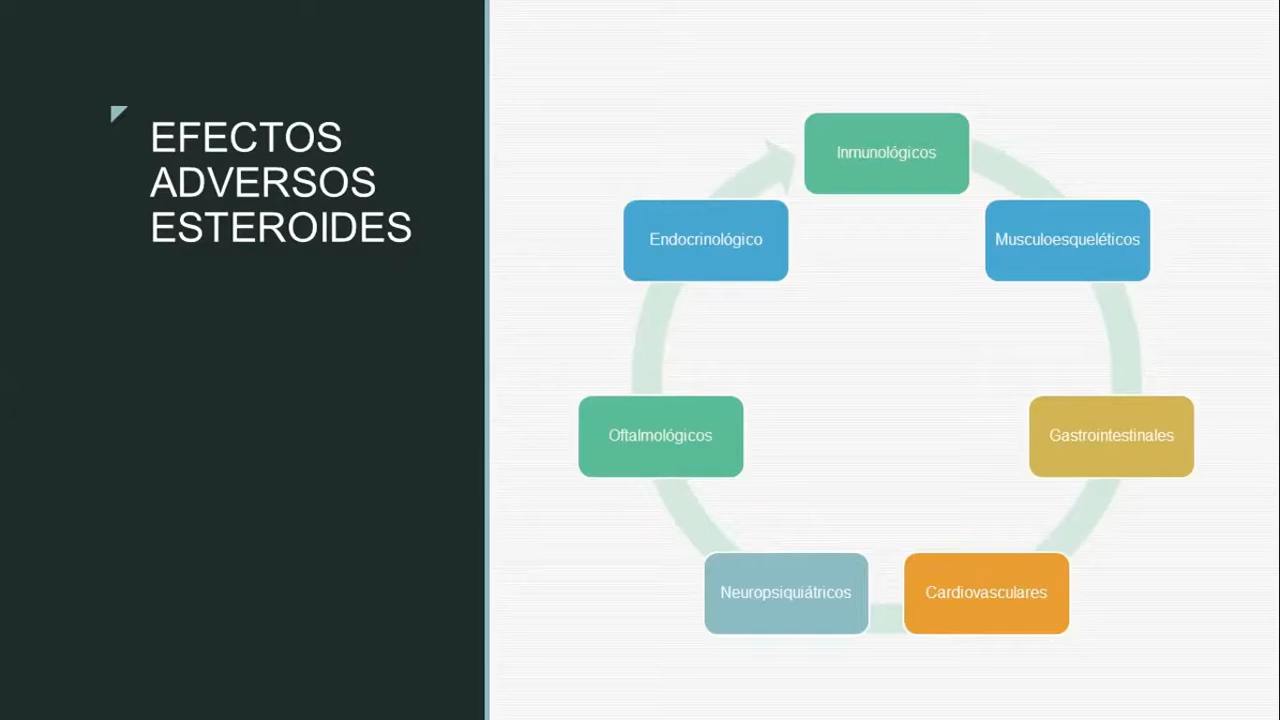 EFECTOS
ADVERSOS
ESTEROIDES
Inmunológicos
Musculoesqueléticos
Gastrointestinales
Cardiovasculares
Neuropsiquiátricos
Oftalmológicos
Endocrinológico